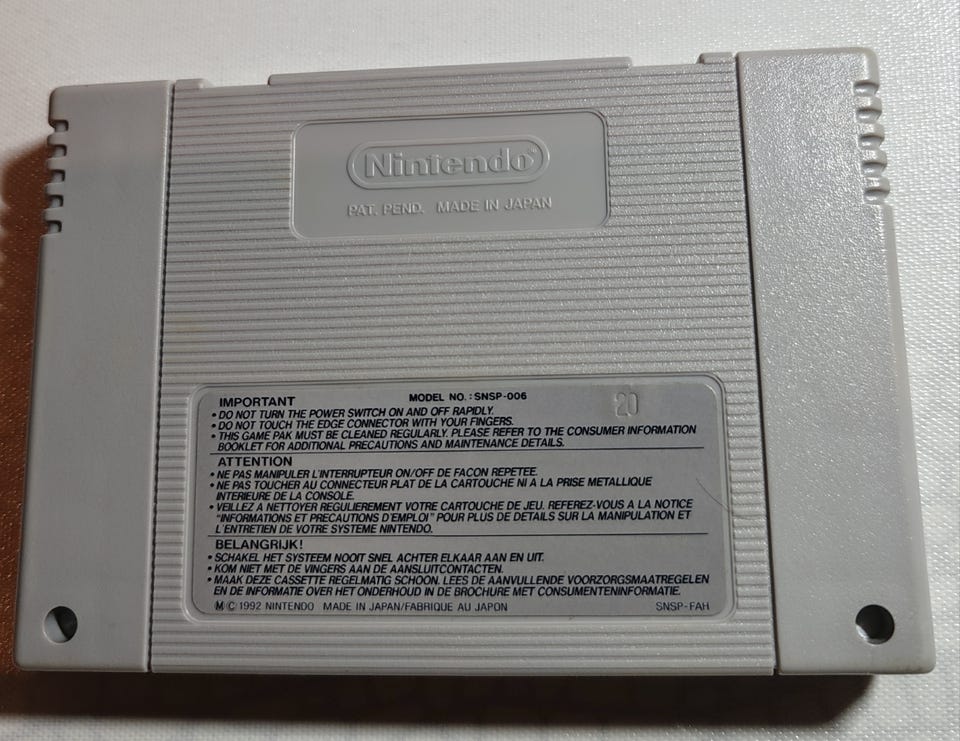 Nintendo
PAT. PEND. MADE IN JAPAN
IMPORTANT MODEL NO.: SNSP-006 20
• DO NOT TURN THE POWER SWITCH ON AND OFF RAPIDLY.
• DO NOT TOUCH THE EDGE CONNECTOR WITH YOUR FINGERS.
• THIS GAME PAK MUST BE CLEANED REGULARLY. PLEASE REFER TO THE CONSUMER INFORMATION
BOOKLET FOR ADDITIONAL PRECAUTIONS AND MAINTENANCE DETAILS.
ATTENTION
• NE PAS MANIPULER L'INTERRUPTEUR ON/OFF DE FACON REPETEE.
• NE PAS TOUCHER AU CONNECTEUR PLAT DE LA CARTOUCHE NI A LA PRISE METALLIQUE
INTERIEURE DE LA CONSOLE.
• VEILLEZ A NETTOYER REGULIEREMENT VOTRE CARTOUCHE DE JEU. REFEREZ-VOUS A LA NOTICE
"INFORMATIONS ET PRECAUTIONS D'EMPLOI" POUR PLUS DE DETAILS SUR LA MANIPULATION ET
L'ENTRETIEN DE VOTRE SYSTEME NINTENDO.
BELANGRIJK!
• SCHAKEL HET SYSTEEM NOOIT SNEL ACHTER ELKAAR AAN EN UIT.
• KOM NIET MET DE VINGERS AAN DE AANSLUITCONTACTEN.
• MAAK DEZE CASSETTE REGELMATIG SCHOON. LEES DE AANVULLENDE VOORZORGSMAATREGELEN
EN DE INFORMATIE OVER HET ONDERHOUD IN DE BROCHURE MET CONSUMENTENINFORMATIE.
Ⓜ © 1992 NINTENDO MADE IN JAPAN/FABRIQUE AU JAPON SNSP-FAH